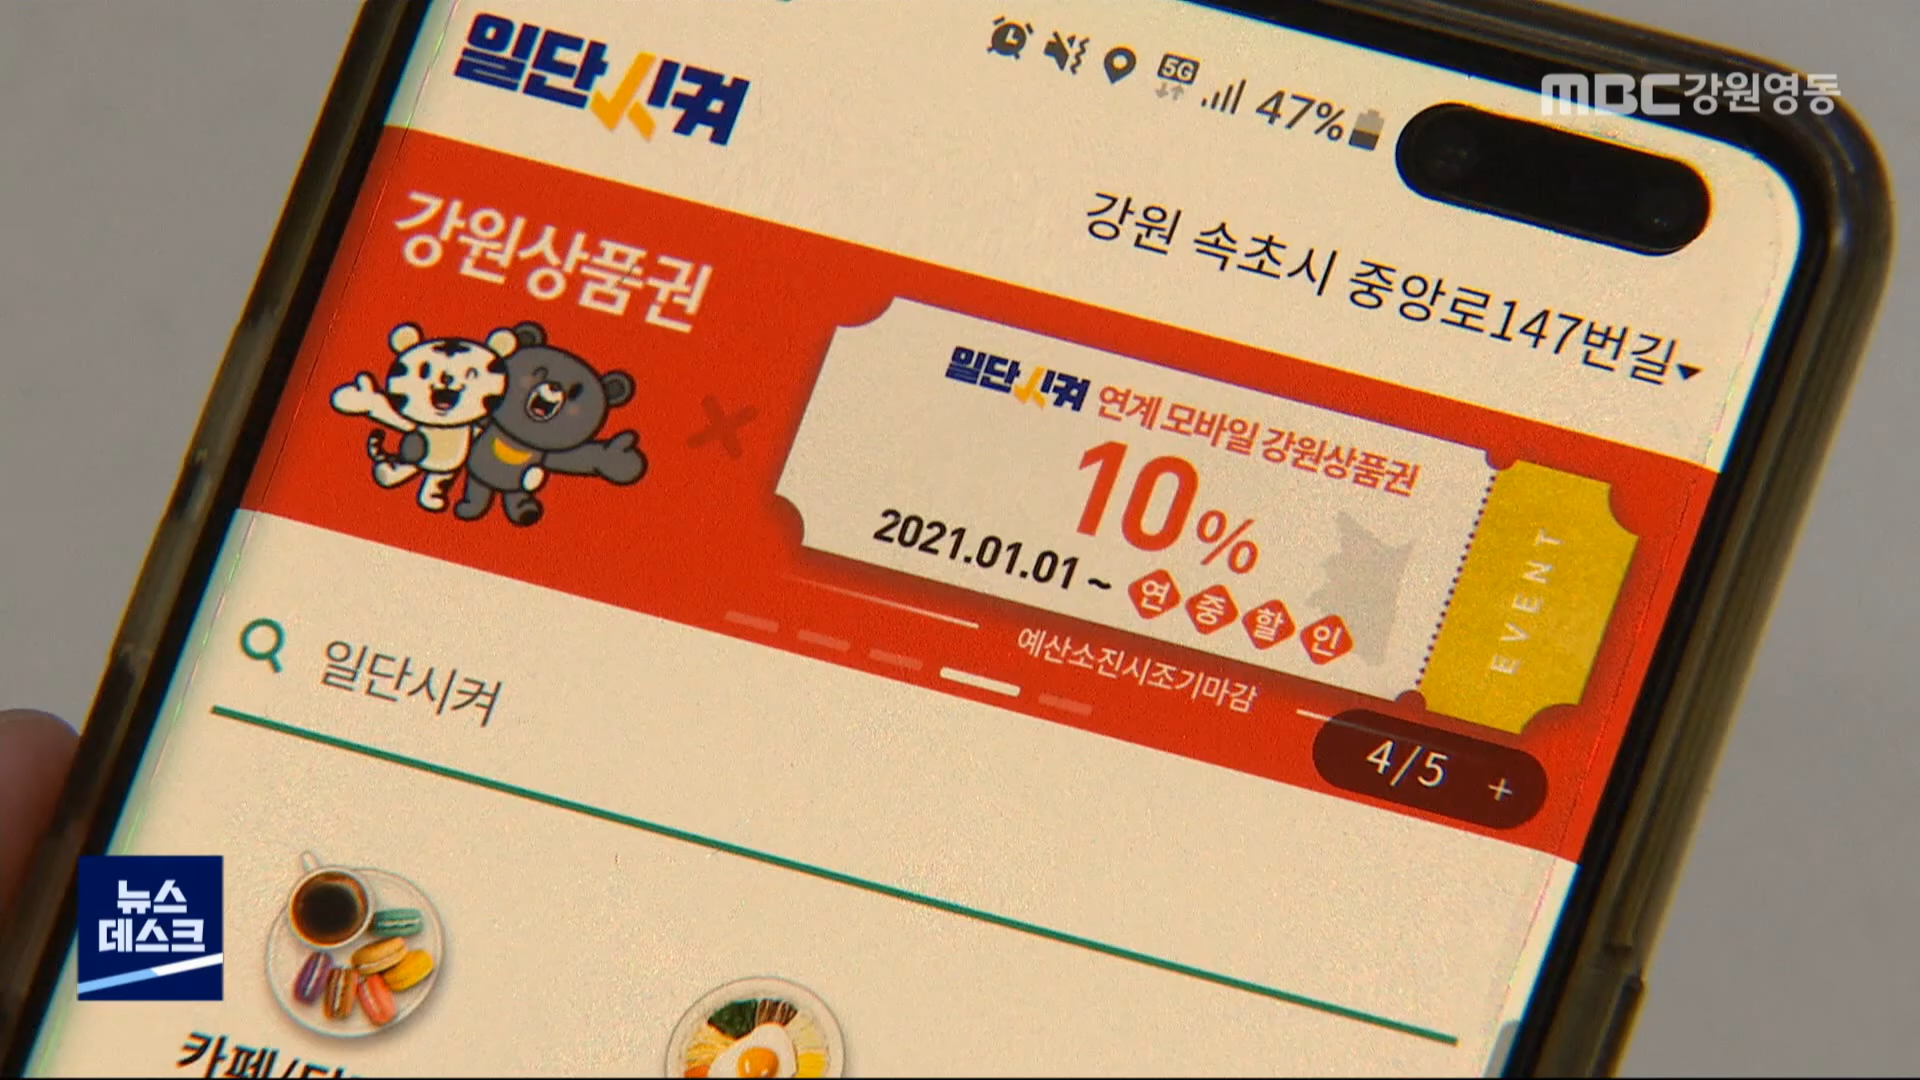 일단시켜
5G
47%
MBC강원영동
강원 속초시 중앙로147번길
강원상품권
일단시켜 연계 모바일 강원상품권
10%
2021.01.01 ~ 연중할인
EVENT
예산소진시조기마감
4/5 +
일단시켜
뉴스
데스크